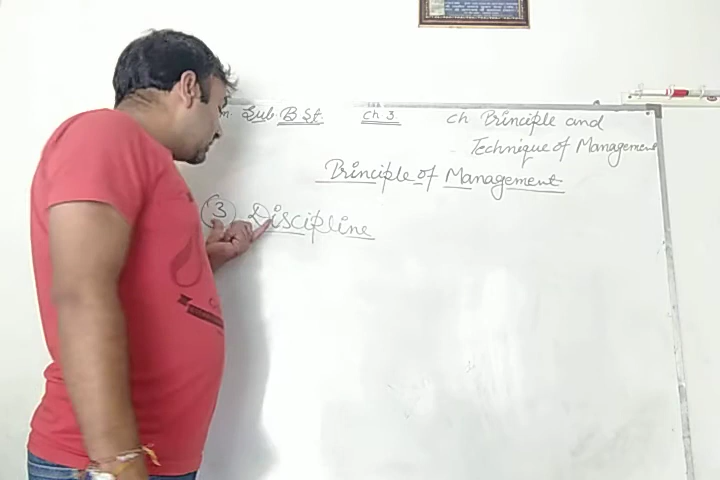 Sub. B St. ch 3 ch Principle and
Technique of Management
Principle of Management
3 Discipline